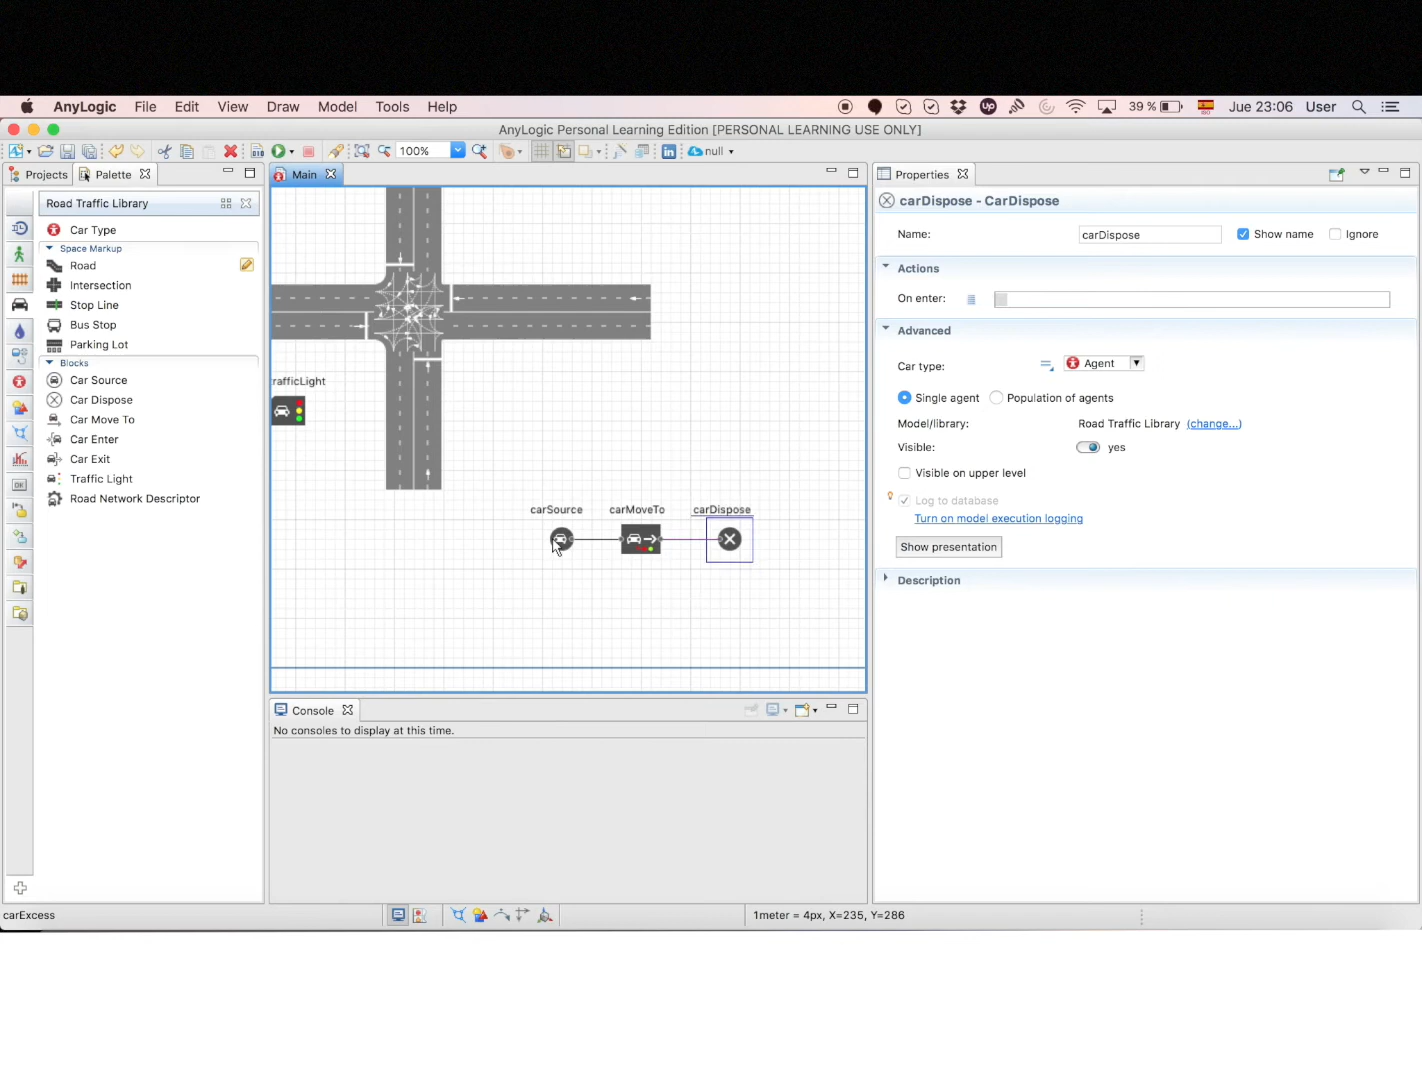 AnyLogic File Edit View Draw Model Tools Help 39 % Jue 23:06 User
AnyLogic Personal Learning Edition [PERSONAL LEARNING USE ONLY]
100% null
Projects Palette Main Properties
Road Traffic Library
Car Type
Space Markup
Road
Intersection
Stop Line
Bus Stop
Parking Lot
Blocks
Car Source
Car Dispose
Car Move To
Car Enter
Car Exit
Traffic Light
Road Network Descriptor
rafficLight
carSource carMoveTo carDispose
Console
No consoles to display at this time.
carDispose - CarDispose
Name: carDispose Show name Ignore
Actions
On enter:
Advanced
Car type: Agent
Single agent Population of agents
Model/library: Road Traffic Library (change...)
Visible: yes
Visible on upper level
Log to database
Turn on model execution logging
Show presentation
Description
carExcess 1meter = 4px, X=235, Y=286